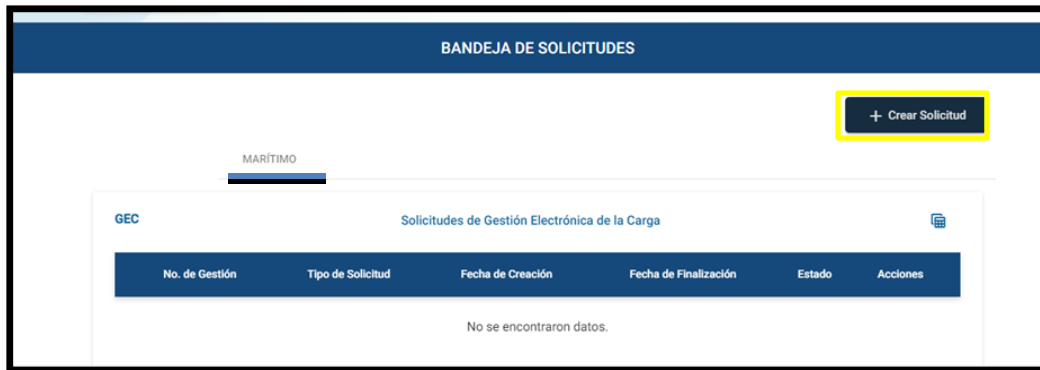 BANDEJA DE SOLICITUDES
+ Crear Solicitud
MARÍTIMO
GEC Solicitudes de Gestión Electrónica de la Carga
No. de Gestión Tipo de Solicitud Fecha de Creación Fecha de Finalización Estado Acciones
No se encontraron datos.